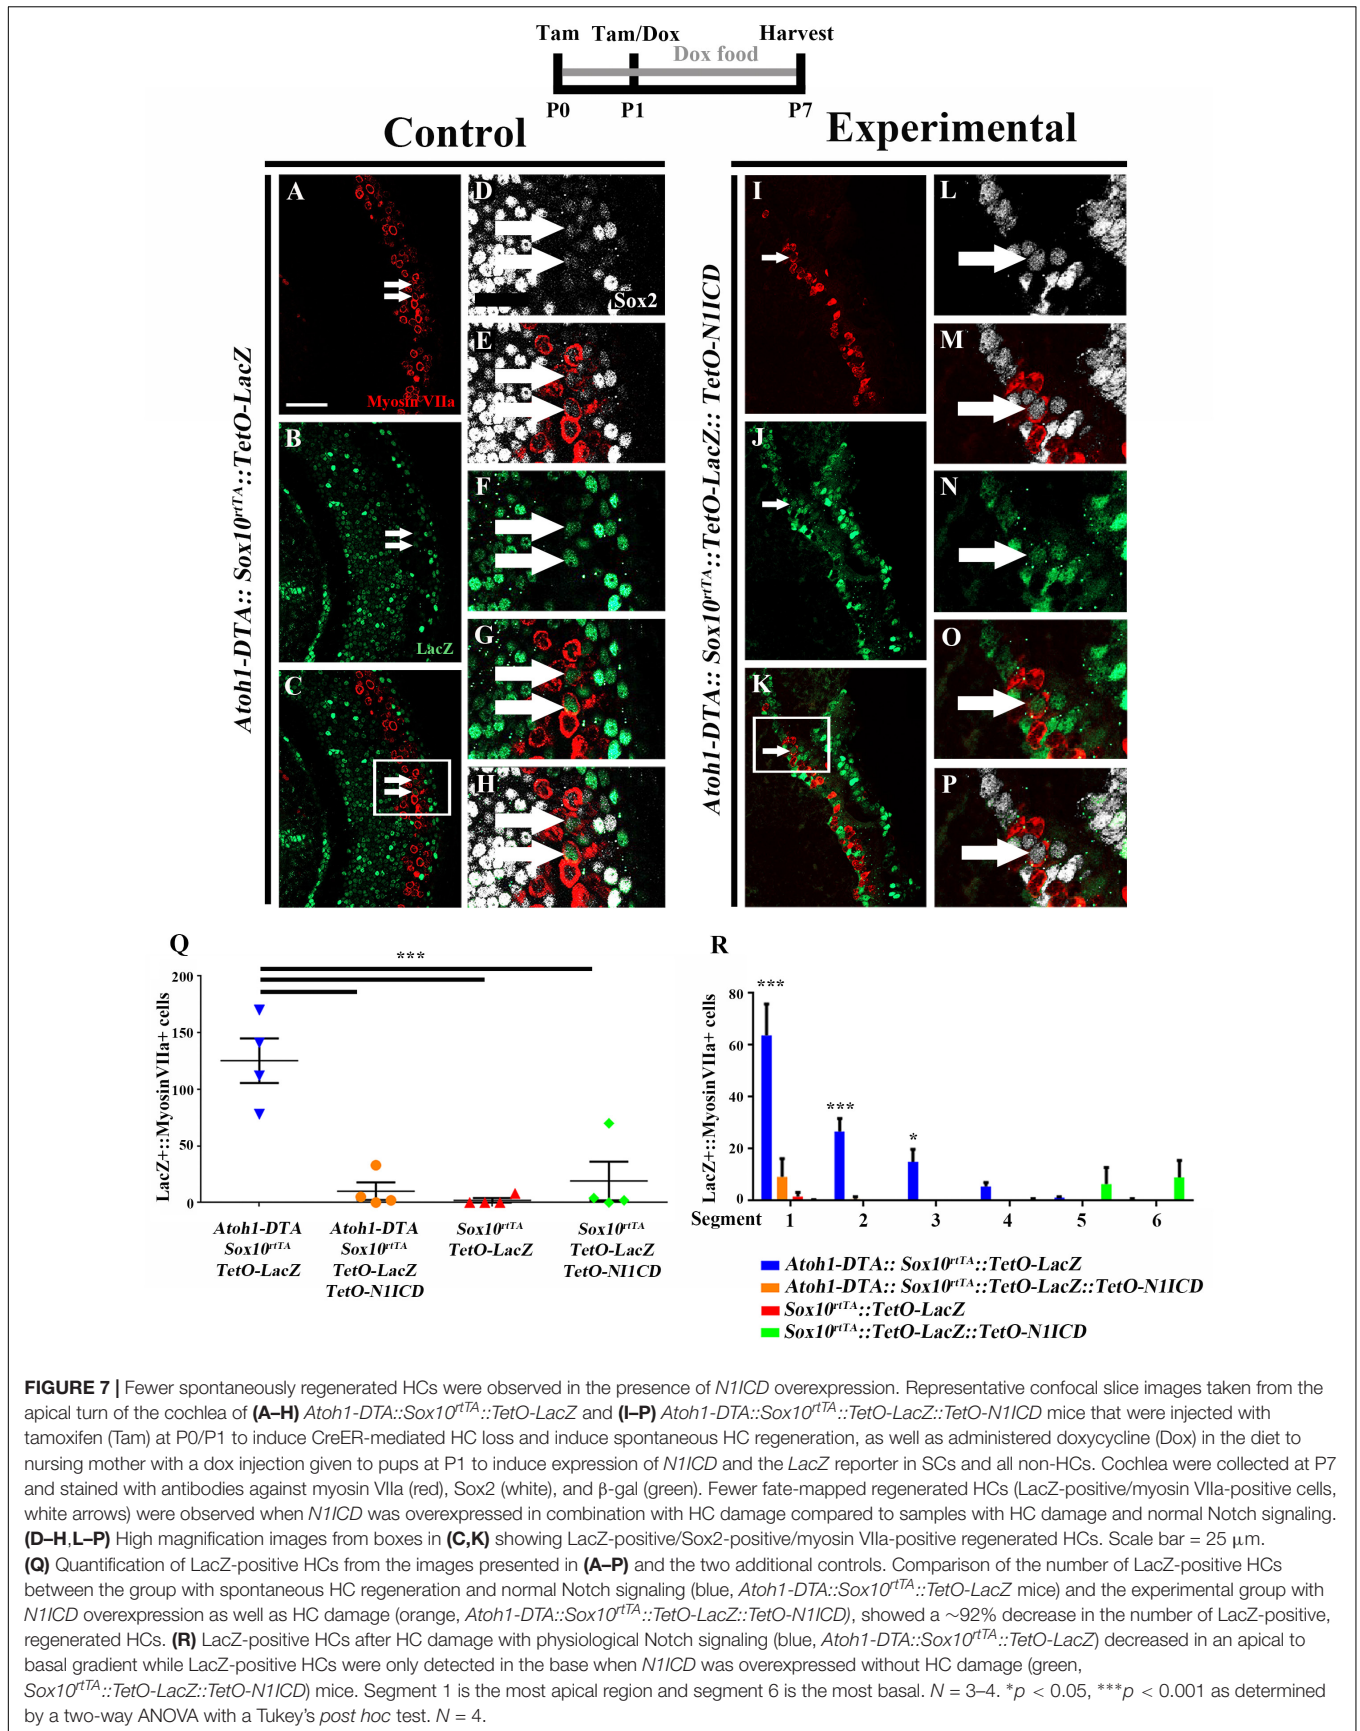 Tam Tam/Dox Harvest
Dox food
P0 P1 P7
Control Experimental
Atoh1-DTA:: Sox10rtTA::TetO-LacZ
A
Myosin VIIa
B
LacZ
C
D
Sox2
E
F
G
H
Atoh1-DTA:: Sox10rtTA::TetO-LacZ:: TetO-N1ICD
I
J
K
L
M
N
O
P
Q
***
LacZ+::MyosinVIIa+ cells
200
150
100
50
0
Atoh1-DTA
Sox10rtTA
TetO-LacZ
Atoh1-DTA
Sox10rtTA
TetO-LacZ
TetO-N1ICD
Sox10rtTA
TetO-LacZ
Sox10rtTA
TetO-LacZ
TetO-NI1CD
R
LacZ+::MyosinVIIa+ cells
80
60
40
20
0
***
***
*
Segment 1 2 3 4 5 6
Atoh1-DTA:: Sox10rtTA::TetO-LacZ
Atoh1-DTA:: Sox10rtTA::TetO-LacZ::TetO-N1ICD
Sox10rtTA::TetO-LacZ
Sox10rtTA::TetO-LacZ::TetO-N1ICD
FIGURE 7 | Fewer spontaneously regenerated HCs were observed in the presence of N1ICD overexpression. Representative confocal slice images taken from the
apical turn of the cochlea of (A–H) Atoh1-DTA::Sox10rtTA::TetO-LacZ and (I–P) Atoh1-DTA::Sox10rtTA::TetO-LacZ::TetO-N1ICD mice that were injected with
tamoxifen (Tam) at P0/P1 to induce CreER-mediated HC loss and induce spontaneous HC regeneration, as well as administered doxycycline (Dox) in the diet to
nursing mother with a dox injection given to pups at P1 to induce expression of N1ICD and the LacZ reporter in SCs and all non-HCs. Cochlea were collected at P7
and stained with antibodies against myosin VIIa (red), Sox2 (white), and β-gal (green). Fewer fate-mapped regenerated HCs (LacZ-positive/myosin VIIa-positive cells,
white arrows) were observed when N1ICD was overexpressed in combination with HC damage compared to samples with HC damage and normal Notch signaling.
(D–H,L–P) High magnification images from boxes in (C,K) showing LacZ-positive/Sox2-positive/myosin VIIa-positive regenerated HCs. Scale bar = 25 μm.
(Q) Quantification of LacZ-positive HCs from the images presented in (A–P) and the two additional controls. Comparison of the number of LacZ-positive HCs
between the group with spontaneous HC regeneration and normal Notch signaling (blue, Atoh1-DTA::Sox10rtTA::TetO-LacZ mice) and the experimental group with
N1ICD overexpression as well as HC damage (orange, Atoh1-DTA::Sox10rtTA::TetO-LacZ::TetO-N1ICD), showed a ~92% decrease in the number of LacZ-positive,
regenerated HCs. (R) LacZ-positive HCs after HC damage with physiological Notch signaling (blue, Atoh1-DTA::Sox10rtTA::TetO-LacZ) decreased in an apical to
basal gradient while LacZ-positive HCs were only detected in the base when N1ICD was overexpressed without HC damage (green,
Sox10rtTA::TetO-LacZ::TetO-N1ICD) mice. Segment 1 is the most apical region and segment 6 is the most basal. N = 3–4. *p < 0.05, ***p < 0.001 as determined
by a two-way ANOVA with a Tukey's post hoc test. N = 4.